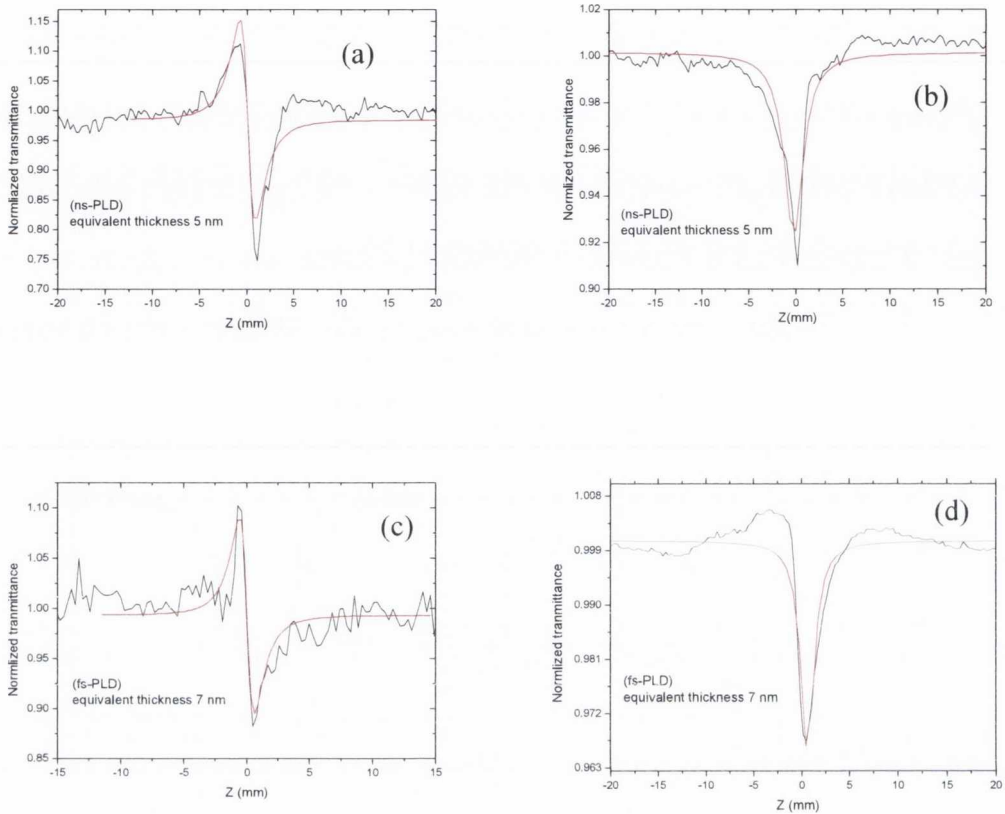 (a)
Normlized transmittance
1.15
1.10
1.05
1.00
0.95
0.90
0.85
0.80
0.75
0.70
(ns-PLD)
equivalent thickness 5 nm
-20 -15 -10 -5 0 5 10 15 20
Z (mm)
(b)
Normlized transmittance
1.02
1.00
0.98
0.96
0.94
0.92
0.90
(ns-PLD)
equivalent thickness 5 nm
-20 -15 -10 -5 0 5 10 15 20
Z(mm)
(c)
Normlized tranmittance
1.10
1.05
1.00
0.95
0.90
0.85
(fs-PLD)
equivalent thickness 7 nm
-15 -10 -5 0 5 10 15
Z (mm)
(d)
Normlized tranmittance
1.008
0.999
0.990
0.981
0.972
0.963
(fs-PLD)
equivalent thickness 7 nm
-20 -15 -10 -5 0 5 10 15 20
Z (mm)